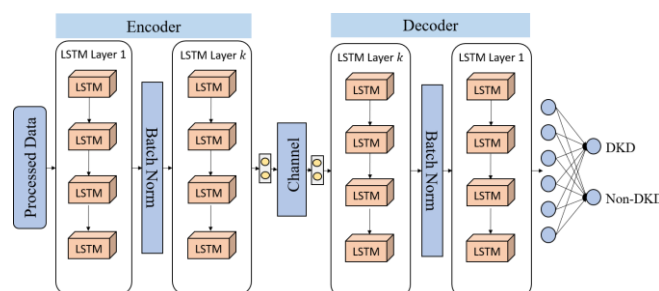 Encoder
Decoder
LSTM Layer 1
LSTM Layer k
LSTM Layer k
LSTM Layer 1
Processed Data
LSTM
LSTM
LSTM
LSTM
Batch Norm
LSTM
LSTM
LSTM
LSTM
Channel
LSTM
LSTM
LSTM
LSTM
Batch Norm
LSTM
LSTM
LSTM
LSTM
DKD
Non-DKD